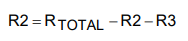 R2 = RTOTAL − R2 − R3